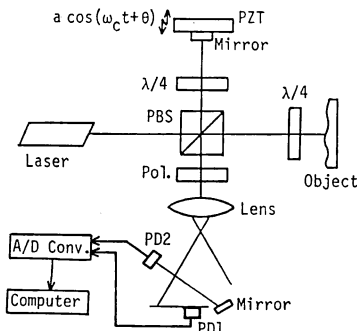 a cos(ω_c t+θ)
PZT
Mirror
λ/4
PBS
λ/4
Laser
Pol.
Object
Lens
PD2
A/D Conv.
Computer
Mirror
PD1